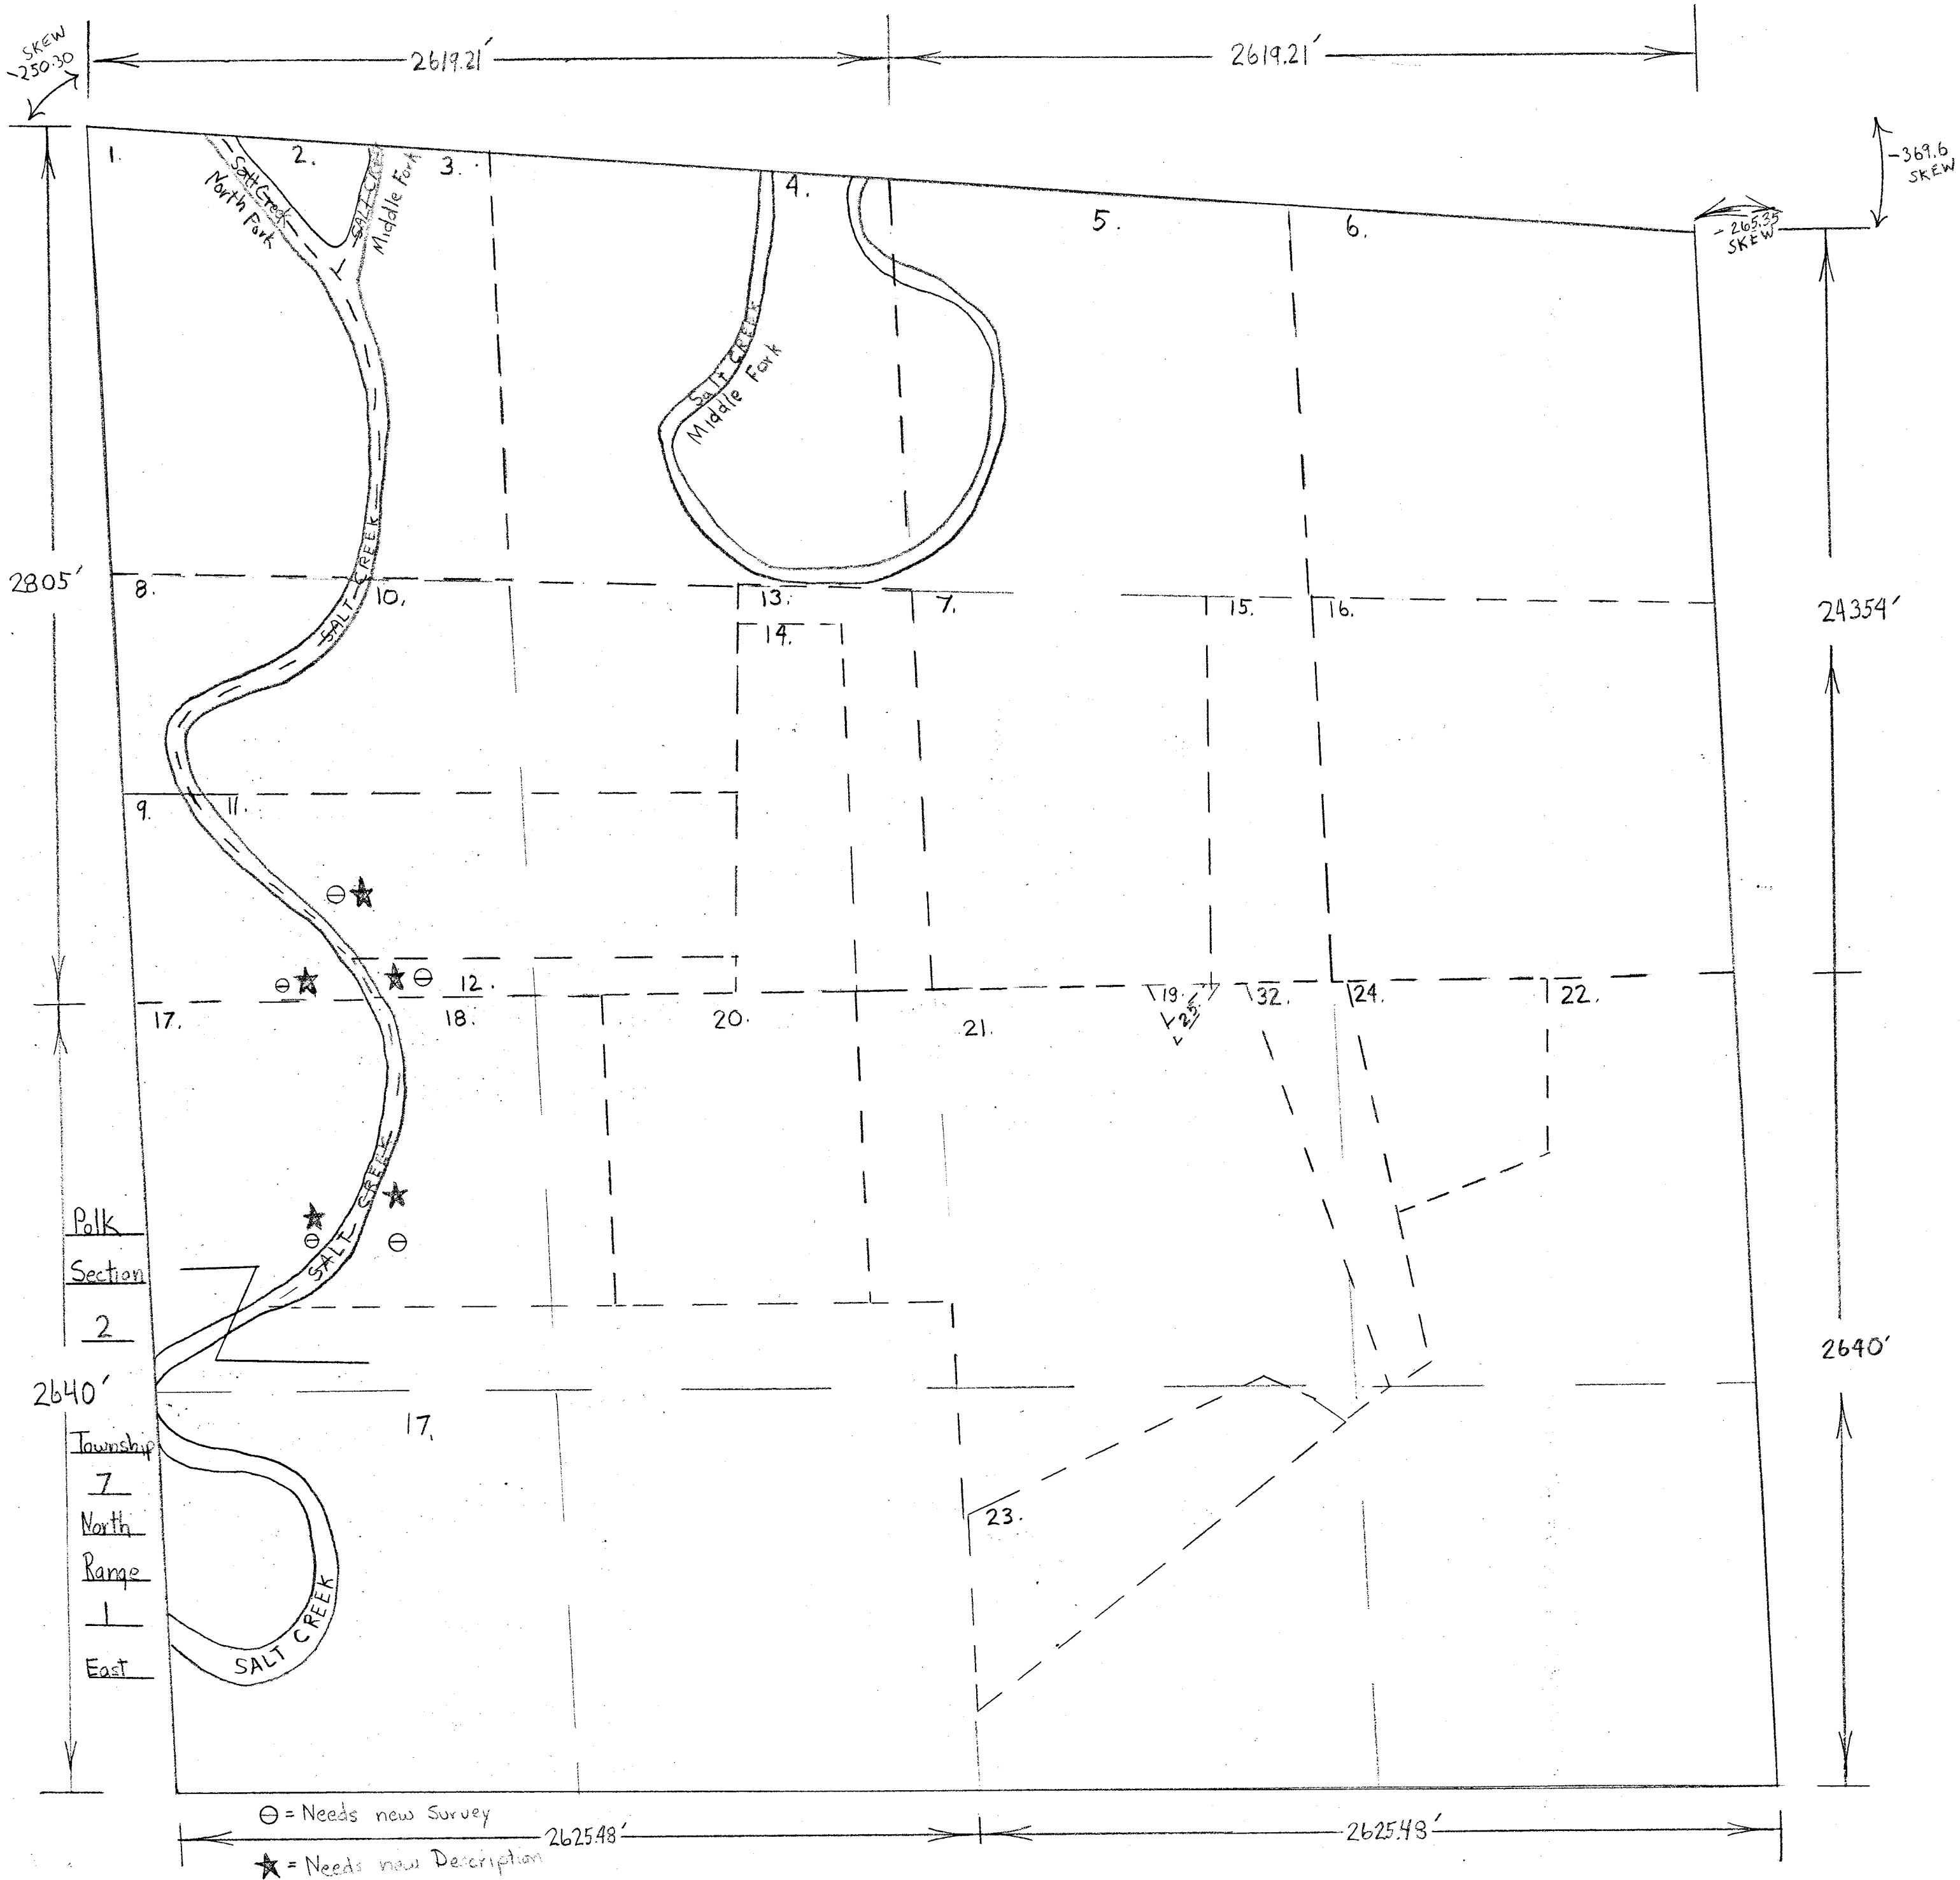 SKEW
-250.30
2619.21'
2619.21'
-369.6
SKEW
-265.35
SKEW
1.
2.
3.
4.
5.
6.
Salt Creek
North Fork
SALT CREEK
Middle Fork
Salt CREEK
Middle Fork
2805'
24354'
8.
10.
13.
7.
15.
16.
14.
SALT CREEK
9.
11.
12.
17.
18.
20.
21.
19.
25.
32.
24.
22.
SALT CREEK
Polk
Section
2
2640'
2640'
17.
Township
7
North
Range
1
East
23.
SALT CREEK
⊖ = Needs new Survey
2625.48'
2625.48'
★ = Needs new Description